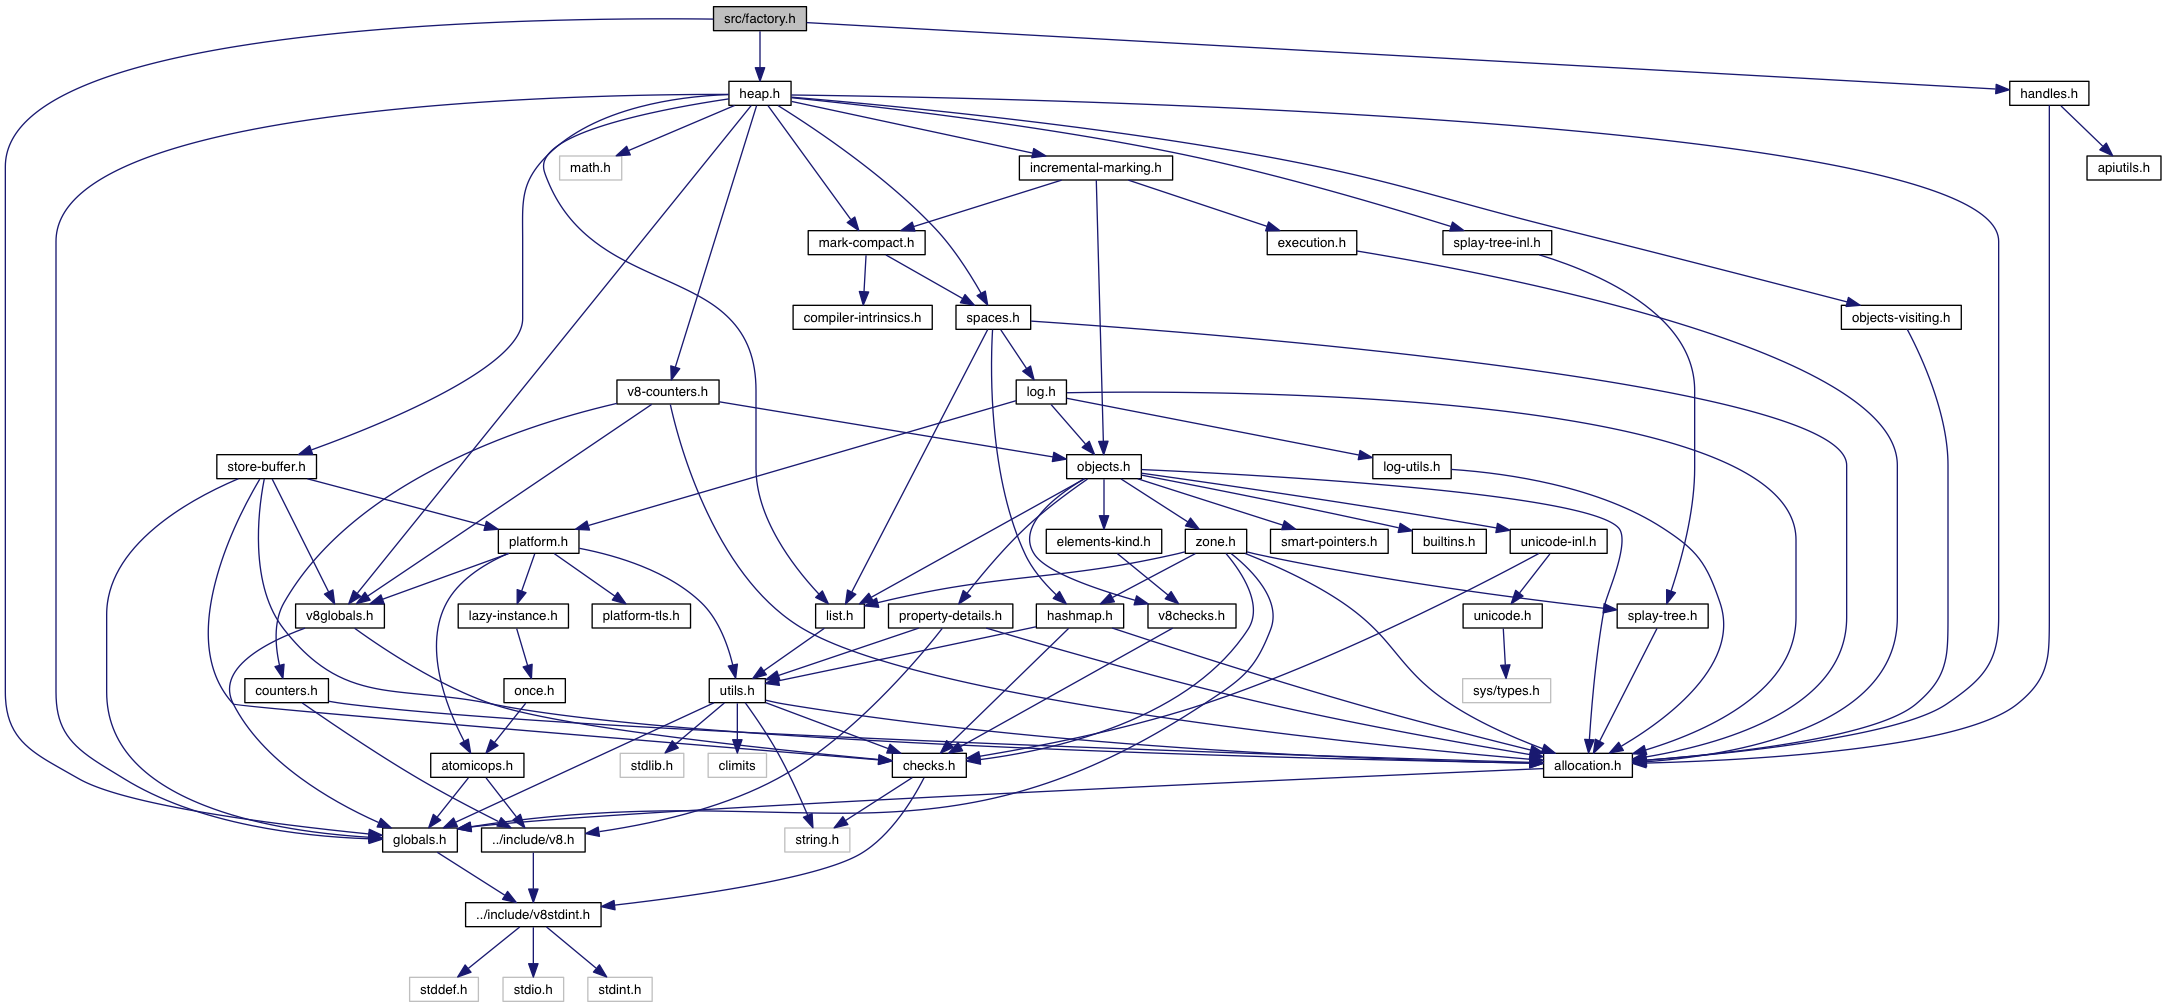 src/factory.h
heap.h
handles.h
math.h
incremental-marking.h
apiutils.h
mark-compact.h
execution.h
splay-tree-inl.h
compiler-intrinsics.h
spaces.h
objects-visiting.h
v8-counters.h
log.h
store-buffer.h
objects.h
log-utils.h
platform.h
elements-kind.h
zone.h
smart-pointers.h
builtins.h
unicode-inl.h
v8globals.h
lazy-instance.h
platform-tls.h
list.h
property-details.h
hashmap.h
v8checks.h
unicode.h
splay-tree.h
counters.h
once.h
utils.h
sys/types.h
atomicops.h
stdlib.h
climits
checks.h
allocation.h
globals.h
../include/v8.h
string.h
../include/v8stdint.h
stddef.h
stdio.h
stdint.h